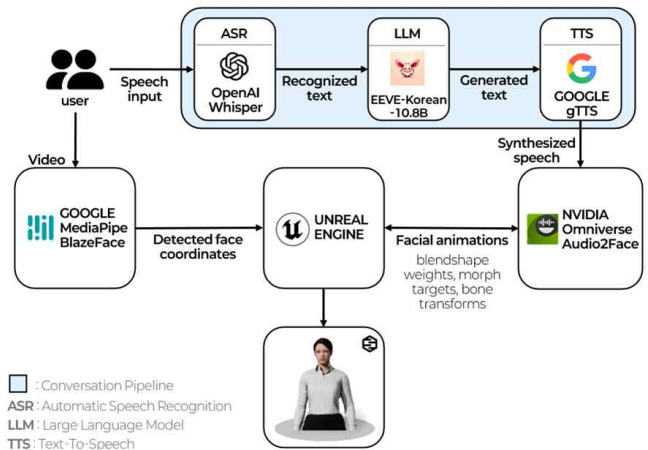 ASR
OpenAI
Whisper
LLM
EEVE-Korean
-10.8B
TTS
GOOGLE
gTTS
user
Speech
input
Recognized
text
Generated
text
Synthesized
speech
Video
GOOGLE
MediaPipe
BlazeFace
Detected face
coordinates
UNREAL
ENGINE
Facial animations
blendshape
weights, morph
targets, bone
transforms
NVIDIA
Omniverse
Audio2Face
: Conversation Pipeline
ASR : Automatic Speech Recognition
LLM : Large Language Model
TTS : Text-To-Speech